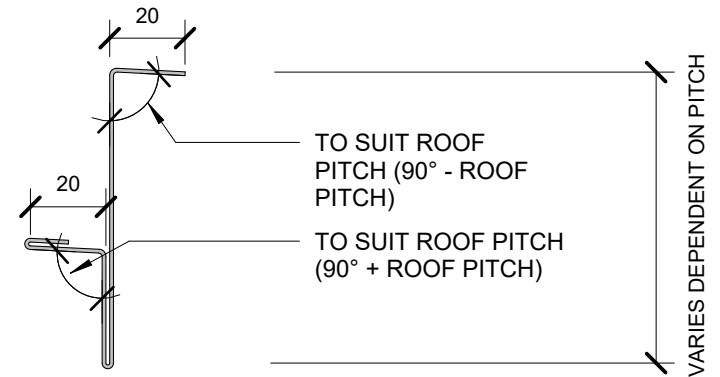 20
TO SUIT ROOF
PITCH (90° - ROOF
PITCH)
20
TO SUIT ROOF PITCH
(90° + ROOF PITCH)
VARIES DEPENDENT ON PITCH